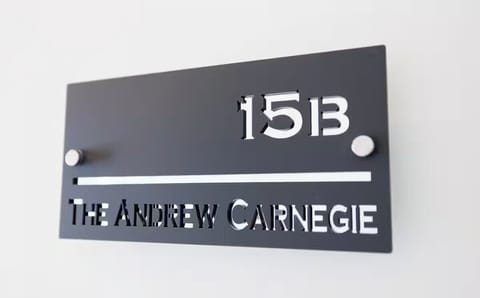 15B
THE ANDREW CARNEGIE